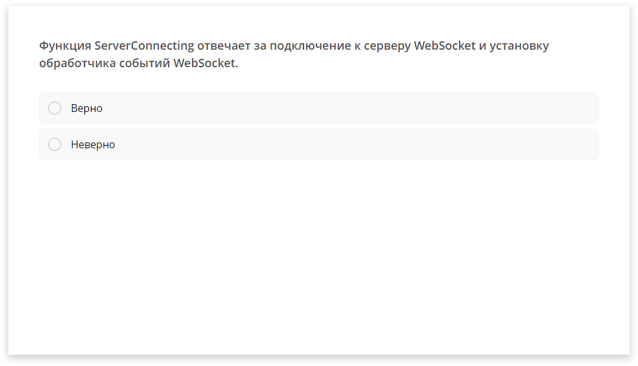 Функция ServerConnecting отвечает за подключение к серверу WebSocket и установку
обработчика событий WebSocket.
Верно
Неверно